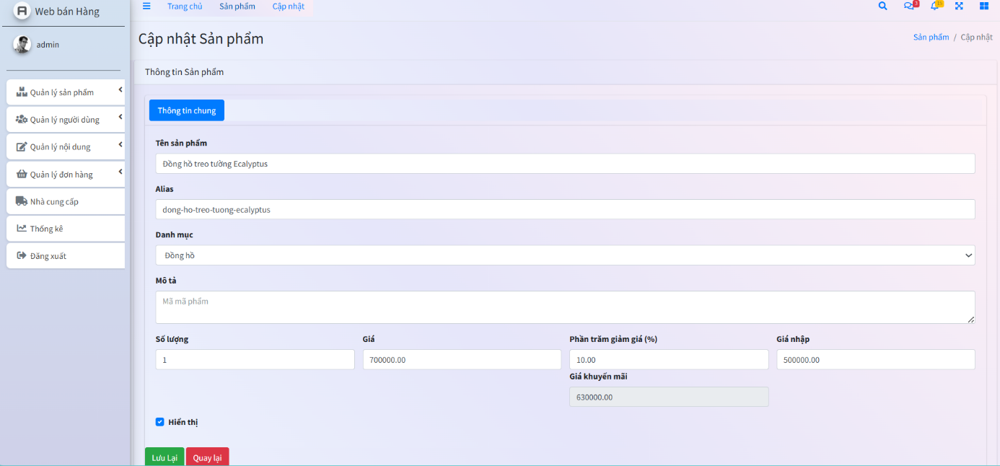 Web bán Hàng
Trang chủ Sản phẩm Cập nhật
3 15
admin
Cập nhật Sản phẩm
Sản phẩm / Cập nhật
Quản lý sản phẩm
Quản lý người dùng
Quản lý nội dung
Quản lý đơn hàng
Nhà cung cấp
Thống kê
Đăng xuất
Thông tin Sản phẩm
Thông tin chung
Tên sản phẩm
Đồng hồ treo tường Ecalyptus
Alias
dong-ho-treo-tuong-ecalyptus
Danh mục
Đồng hồ
Mô tả
Mã mã phẩm
Số lượng Giá Phần trăm giảm giá (%) Giá nhập
1 700000.00 10.00 500000.00
Giá khuyến mãi
630000.00
Hiển thị
Lưu Lại Quay lại